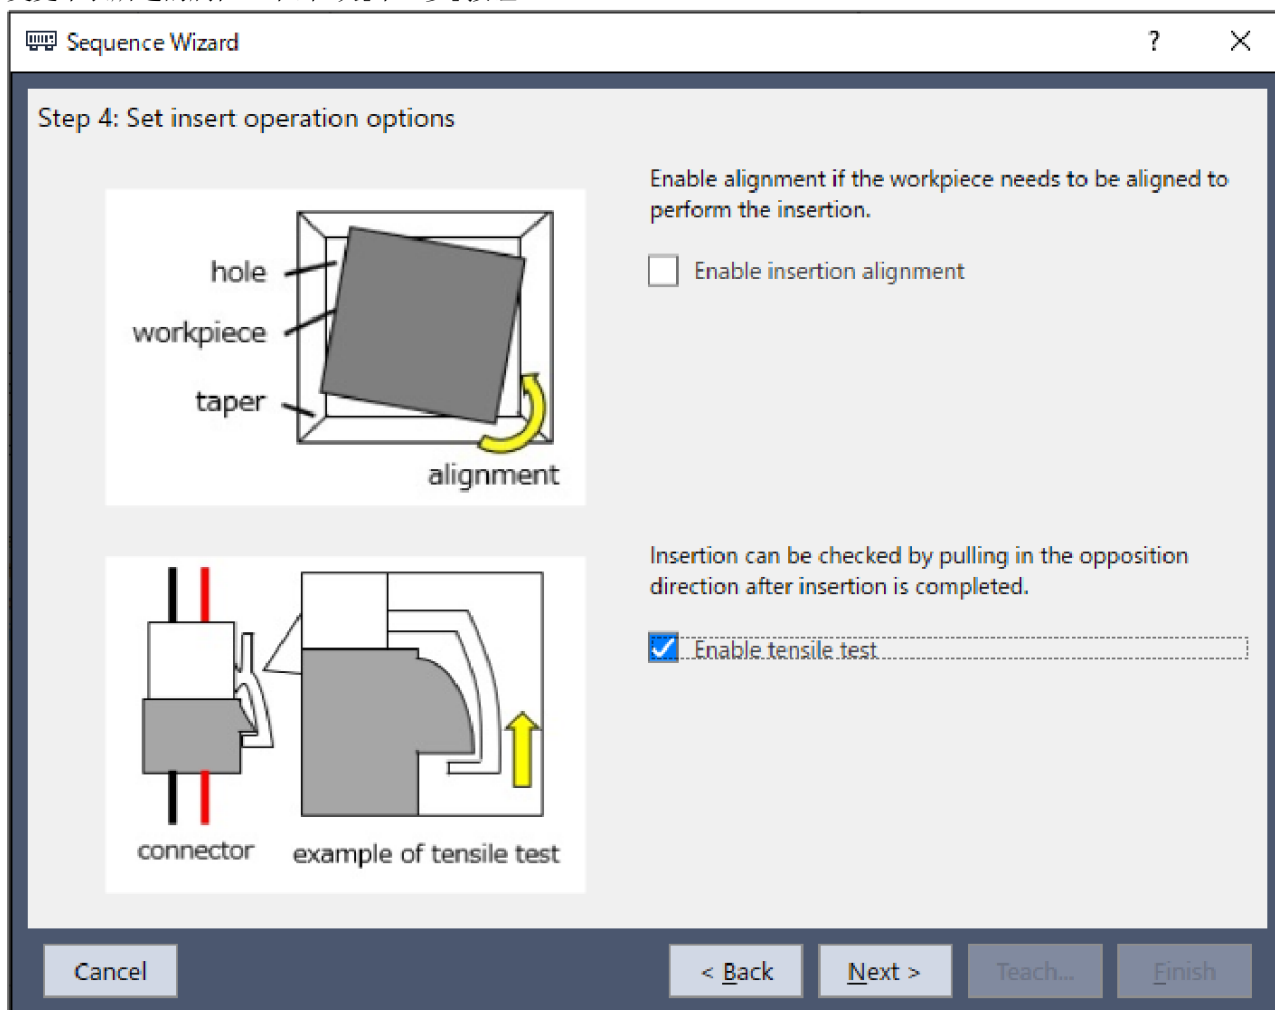 Sequence Wizard
?
Step 4: Set insert operation options
Enable alignment if the workpiece needs to be aligned to
perform the insertion.
Enable insertion alignment
hole
workpiece
taper
alignment
Insertion can be checked by pulling in the opposition
direction after insertion is completed.
Enable tensile test
connector
example of tensile test
Cancel
< Back
Next >
Teach...
Finish